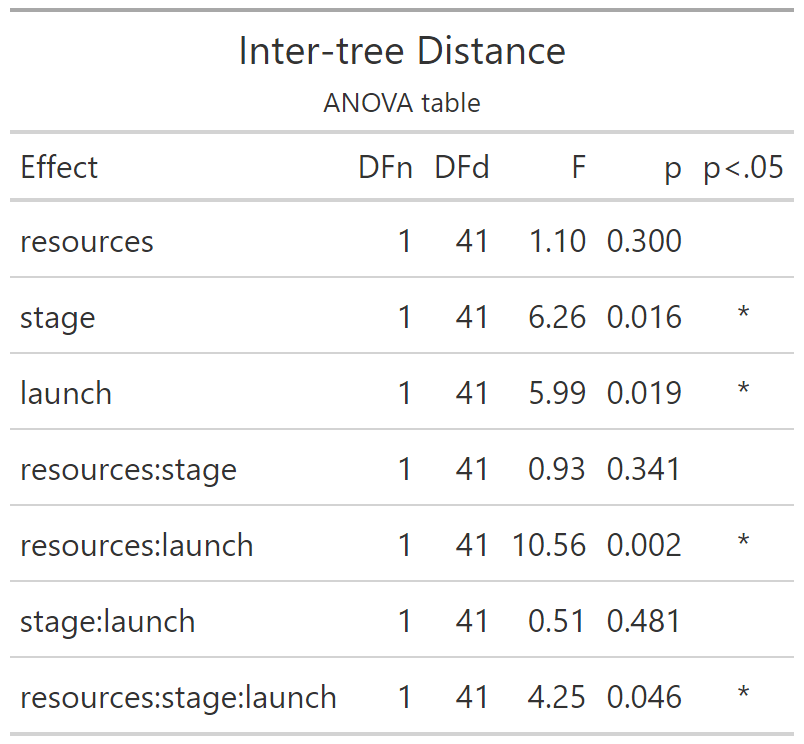 Inter-tree Distance
ANOVA table
Effect DFn DFd F p p<.05
resources 1 41 1.10 0.300
stage 1 41 6.26 0.016 *
launch 1 41 5.99 0.019 *
resources:stage 1 41 0.93 0.341
resources:launch 1 41 10.56 0.002 *
stage:launch 1 41 0.51 0.481
resources:stage:launch 1 41 4.25 0.046 *